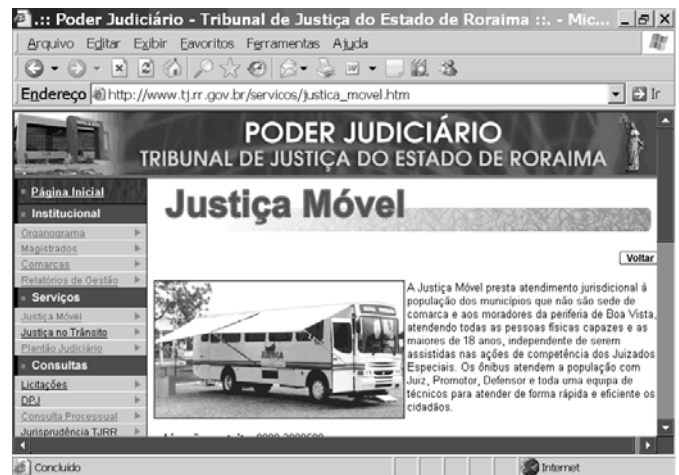 .:: Poder Judiciário - Tribunal de Justiça do Estado de Roraima ::. - Mic...
Arquivo Editar Exibir Favoritos Ferramentas Ajuda
Endereço http://www.tj.rr.gov.br/servicos/justica_movel.htm Ir
PODER JUDICIÁRIO
TRIBUNAL DE JUSTIÇA DO ESTADO DE RORAIMA
Página Inicial
Institucional
Organograma
Magistrados
Comarcas
Relatórios de Gestão
Serviços
Justiça Móvel
Justiça no Trânsito
Plantão Judiciário
Consultas
Licitações
DPJ
Consulta Processual
Jurisprudência TJRR
Justiça Móvel
Voltar
A Justiça Móvel presta atendimento jurisdicional á
população dos municípios que não são sede de
comarca e aos moradores da periferia de Boa Vista,
atendendo todas as pessoas físicas capazes e as
maiores de 18 anos, independente de serem
assistidas nas ações de competência dos Juizados
Especiais. Os ônibus atendem a população com
Juiz, Promotor, Defensor e toda uma equipa de
técnicos para atender de forma rápida e eficiente os
cidadãos.
Concluído
Internet